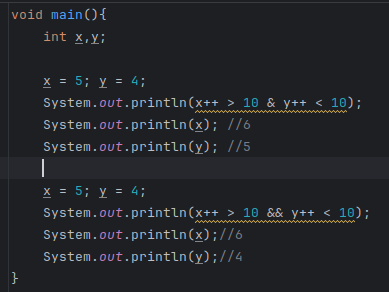 void main(){
int x,y;
x = 5; y = 4;
System.out.println(x++ > 10 & y++ < 10);
System.out.println(x); //6
System.out.println(y); //5
x = 5; y = 4;
System.out.println(x++ > 10 && y++ < 10);
System.out.println(x);//6
System.out.println(y);//4
}